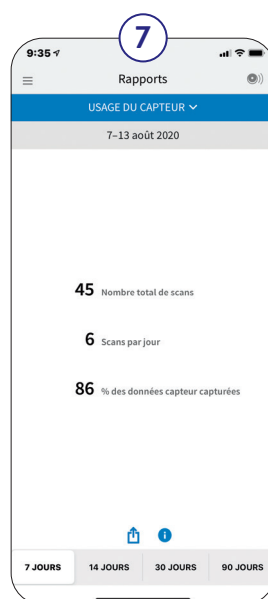 7
9:35
Rapports
USAGE DU CAPTEUR
7–13 août 2020
45 Nombre total de scans
6 Scans par jour
86 % des données capteur capturées
7 JOURS 14 JOURS 30 JOURS 90 JOURS